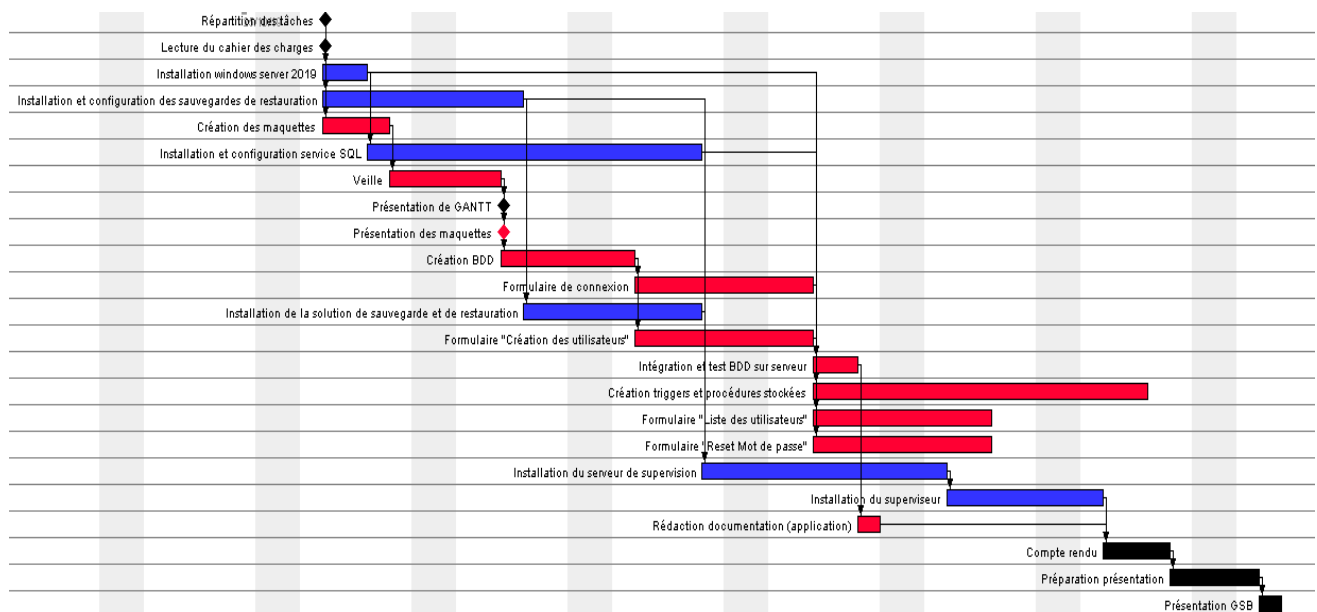 Répartition des tâches
Lecture du cahier des charges
Installation windows server 2019
Installation et configuration des sauvegardes de restauration
Création des maquettes
Installation et configuration service SQL
Veille
Présentation de GANTT
Présentation des maquettes
Création BDD
Formulaire de connexion
Installation de la solution de sauvegarde et de restauration
Formulaire "Création des utilisateurs"
Intégration et test BDD sur serveur
Création triggers et procédures stockées
Formulaire "Liste des utilisateurs"
Formulaire "Reset Mot de passe"
Installation du serveur de supervision
Installation du superviseur
Rédaction documentation (application)
Compte rendu
Préparation présentation
Présentation GSB